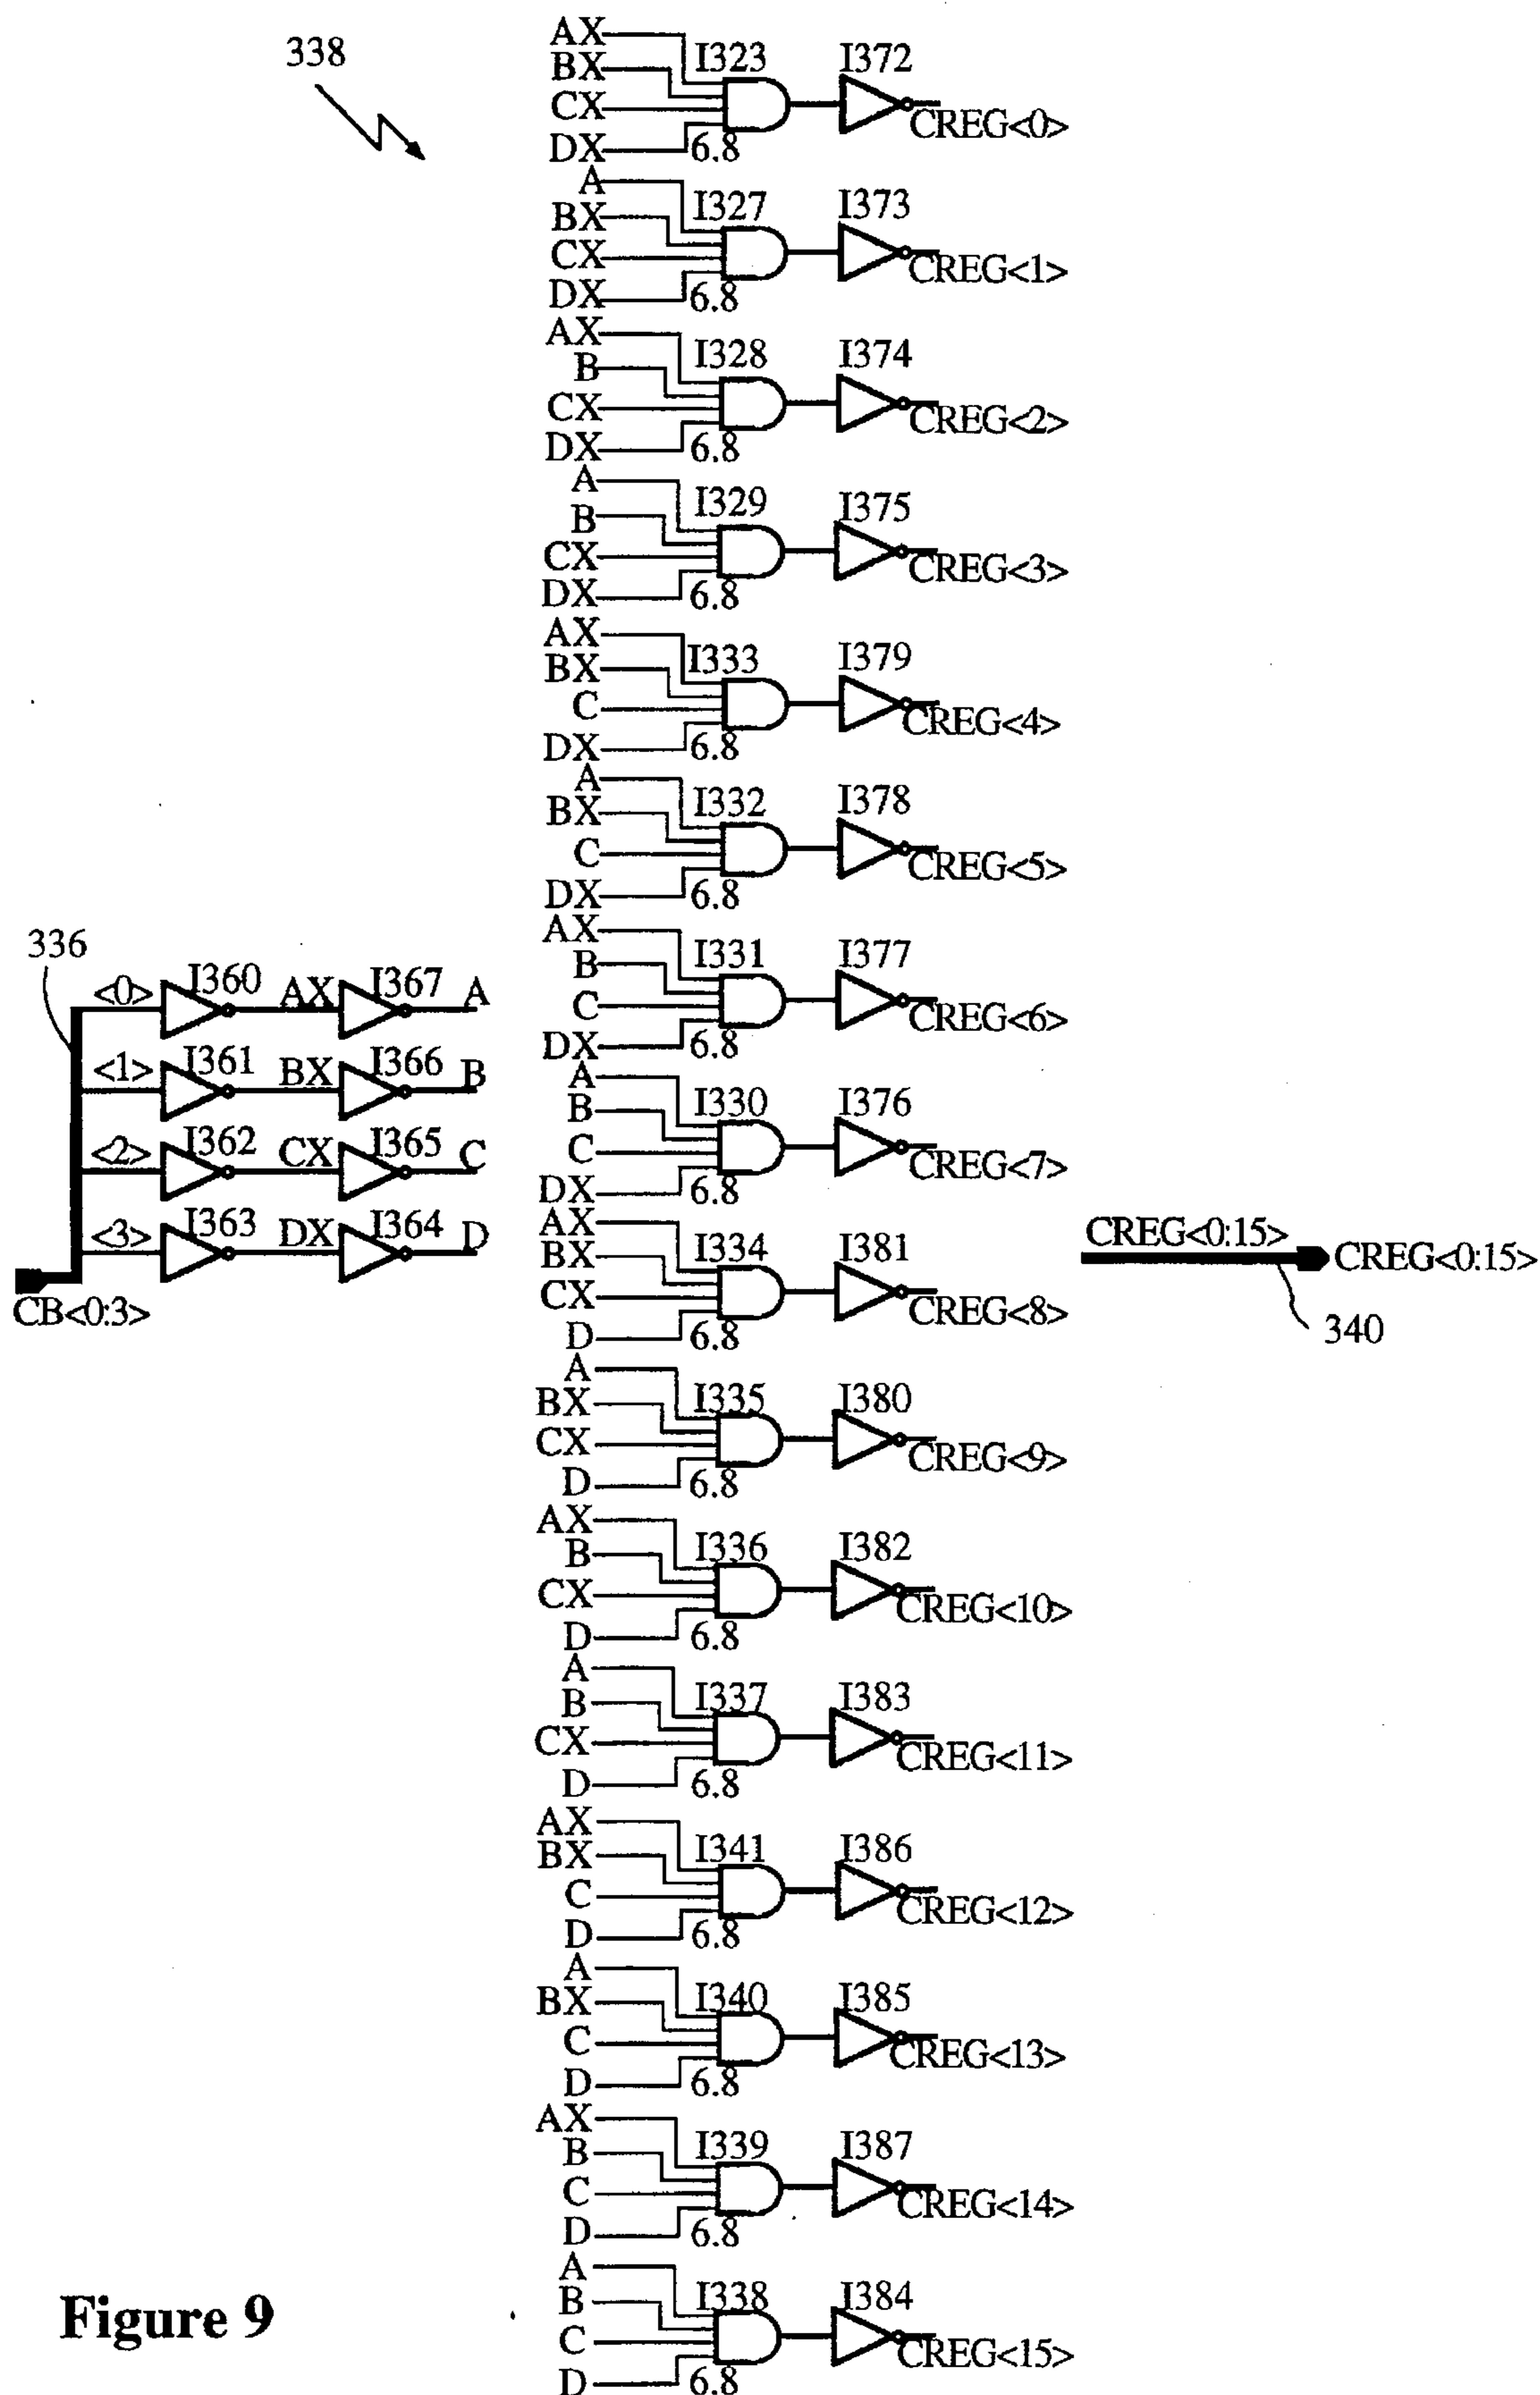 338
AX
BX
CX
DX
I323
6.8
I372
CREG<0>
A
BX
CX
DX
I327
6.8
I373
CREG<1>
AX
B
CX
DX
I328
6.8
I374
CREG<2>
A
B
CX
DX
I329
6.8
I375
CREG<3>
AX
BX
C
DX
I333
6.8
I379
CREG<4>
A
BX
C
DX
I332
6.8
I378
CREG<5>
AX
B
C
DX
I331
6.8
I377
CREG<6>
A
B
C
DX
I330
6.8
I376
CREG<7>
AX
BX
CX
D
I334
6.8
I381
CREG<8>
A
BX
CX
D
I335
6.8
I380
CREG<9>
AX
B
CX
D
I336
6.8
I382
CREG<10>
A
B
CX
D
I337
6.8
I383
CREG<11>
AX
BX
C
D
I341
6.8
I386
CREG<12>
A
BX
C
D
I340
6.8
I385
CREG<13>
AX
B
C
D
I339
6.8
I387
CREG<14>
A
B
C
D
I338
6.8
I384
CREG<15>
336
<0> I360 AX I367 A
<1> I361 BX I366 B
<2> I362 CX I365 C
<3> I363 DX I364 D
CB<0:3>
CREG<0:15> CREG<0:15>
340
Figure 9